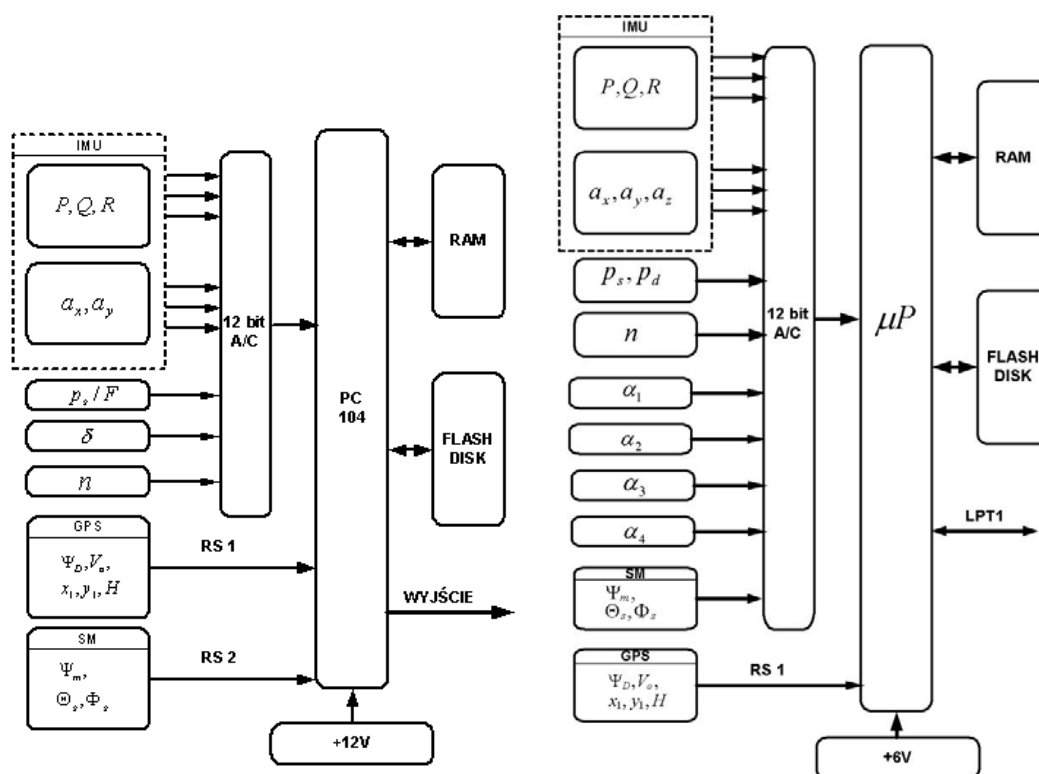 IMU
P, Q, R
a_x, a_y
p_s / F
δ
n
GPS
Ψ_D, V_o,
x_1, y_1, H
SM
Ψ_m,
Θ_s, Φ_s
12 bit
A/C
RS 1
RS 2
PC
104
RAM
FLASH
DISK
WYJŚCIE
+12V
IMU
P, Q, R
a_x, a_y, a_z
p_s, p_d
n
α_1
α_2
α_3
α_4
SM
Ψ_m,
Θ_s, Φ_s
GPS
Ψ_D, V_o,
x_1, y_1, H
12 bit
A/C
RS 1
μP
RAM
FLASH
DISK
LPT1
+6V